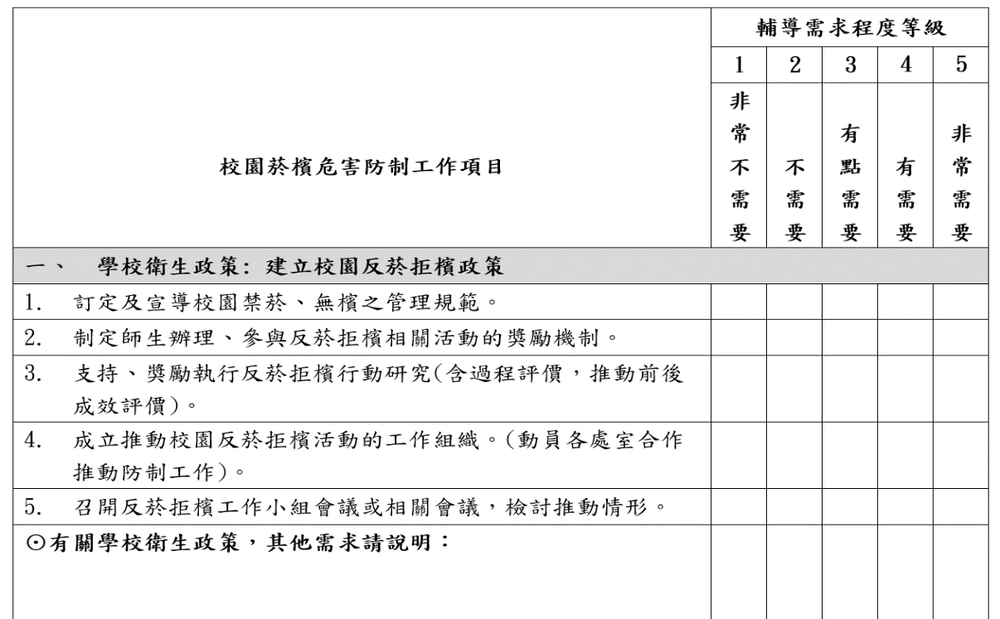 輔導需求程度等級
1 2 3 4 5
校園菸檳危害防制工作項目
非常不需要
不需要
有點需要
有需要
非常需要
一、 學校衛生政策: 建立校園反菸拒檳政策
1. 訂定及宣導校園禁菸、無檳之管理規範。
2. 制定師生辦理、參與反菸拒檳相關活動的獎勵機制。
3. 支持、獎勵執行反菸拒檳行動研究(含過程評價，推動前後
成效評價)。
4. 成立推動校園反菸拒檳活動的工作組織。(動員各處室合作
推動防制工作)。
5. 召開反菸拒檳工作小組會議或相關會議，檢討推動情形。
⊙有關學校衛生政策，其他需求請說明：